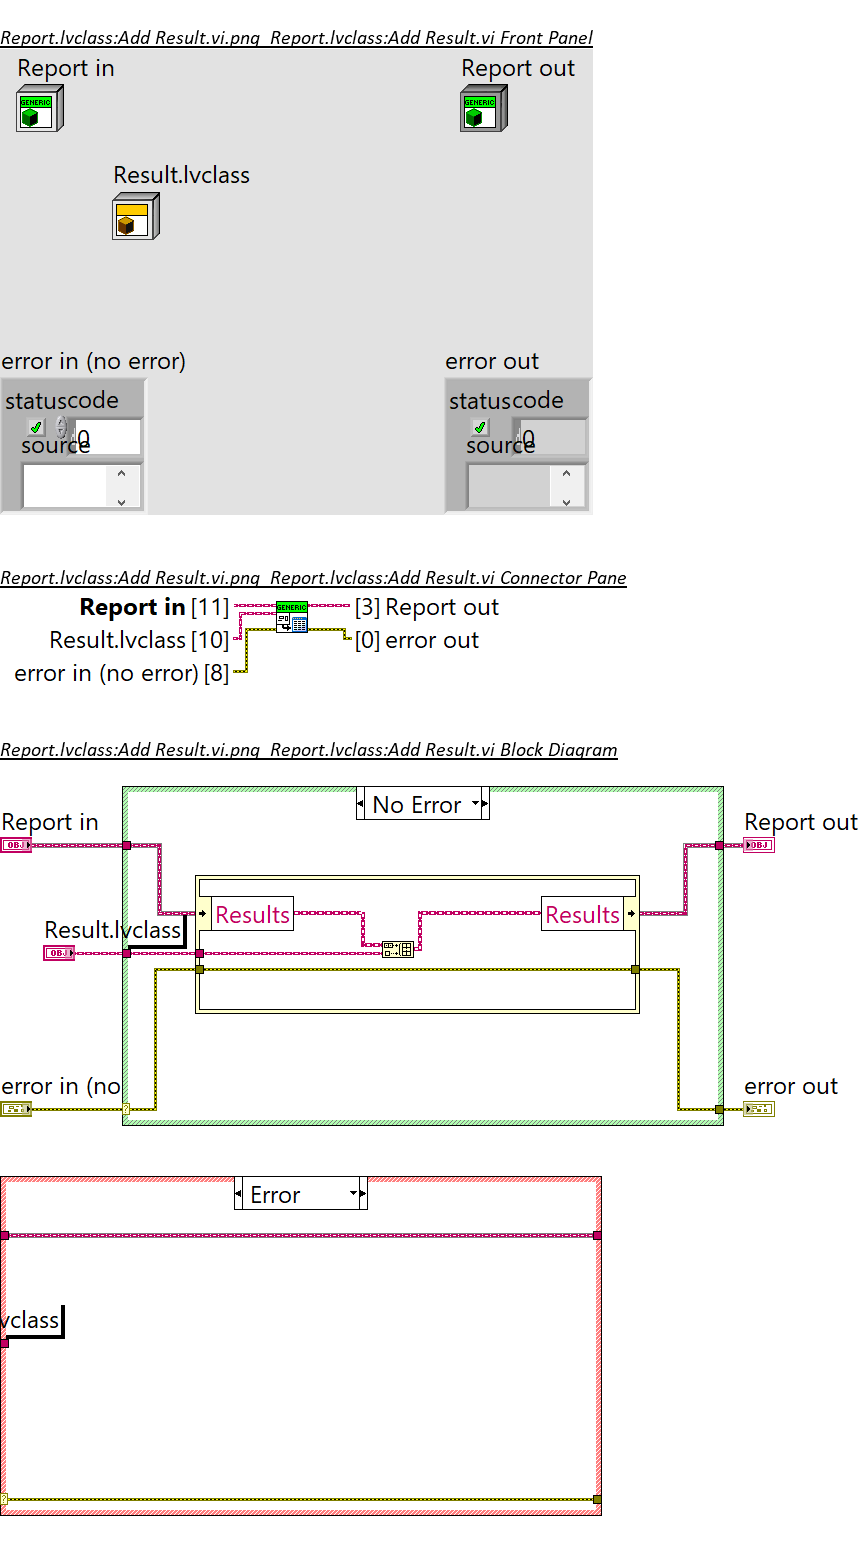 Report.lvclass:Add Result.vi.png Report.lvclass:Add Result.vi Front Panel
Report in
Report out
GENERIC
GENERIC
Result.lvclass
error in (no error)
error out
status code
status code
0
0
source
source
Report.lvclass:Add Result.vi.png Report.lvclass:Add Result.vi Connector Pane
Report in [11]
GENERIC
[3] Report out
Result.lvclass [10]
[0] error out
error in (no error) [8]
Report.lvclass:Add Result.vi.png Report.lvclass:Add Result.vi Block Diagram
No Error
Report in
Report out
OBJ
OBJ
Results
Results
Result.lvclass
OBJ
error in (no
error out
?
Error
vclass
?